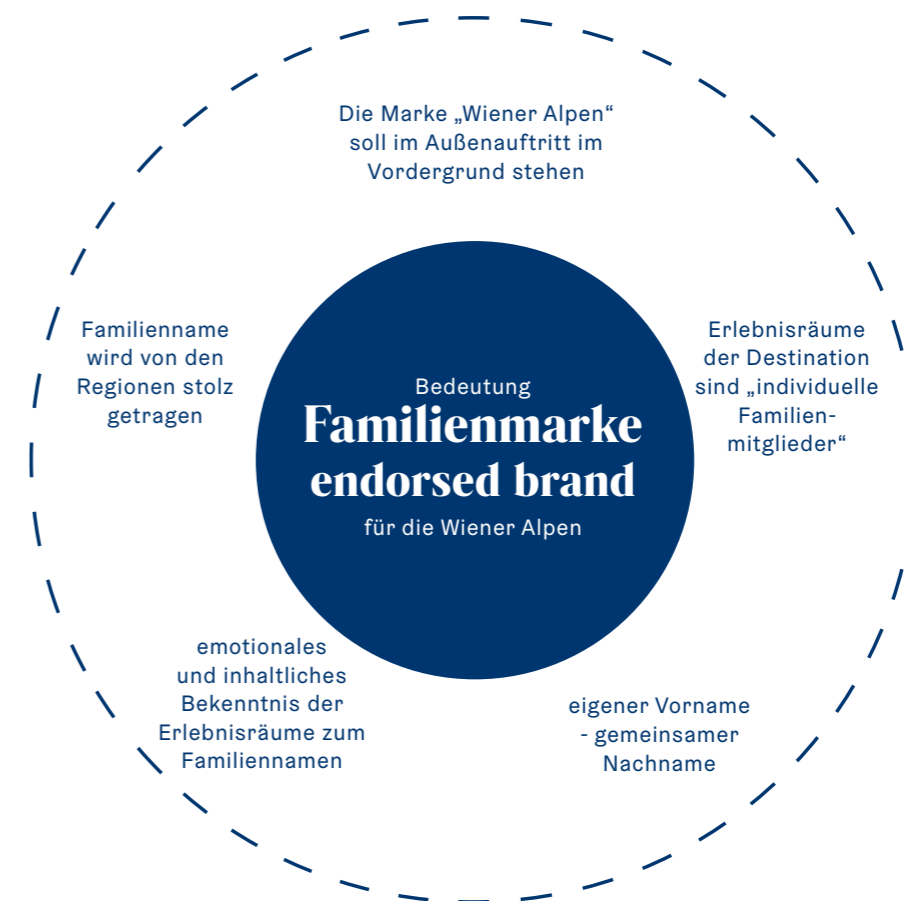 Die Marke „Wiener Alpen“
soll im Außenauftritt im
Vordergrund stehen
Familienname
wird von den
Regionen stolz
getragen
Erlebnisräume
der Destination
sind „individuelle
Familien-
mitglieder“
Bedeutung
Familienmarke
endorsed brand
für die Wiener Alpen
emotionales
und inhaltliches
Bekenntnis der
Erlebnisräume zum
Familiennamen
eigener Vorname
- gemeinsamer
Nachname